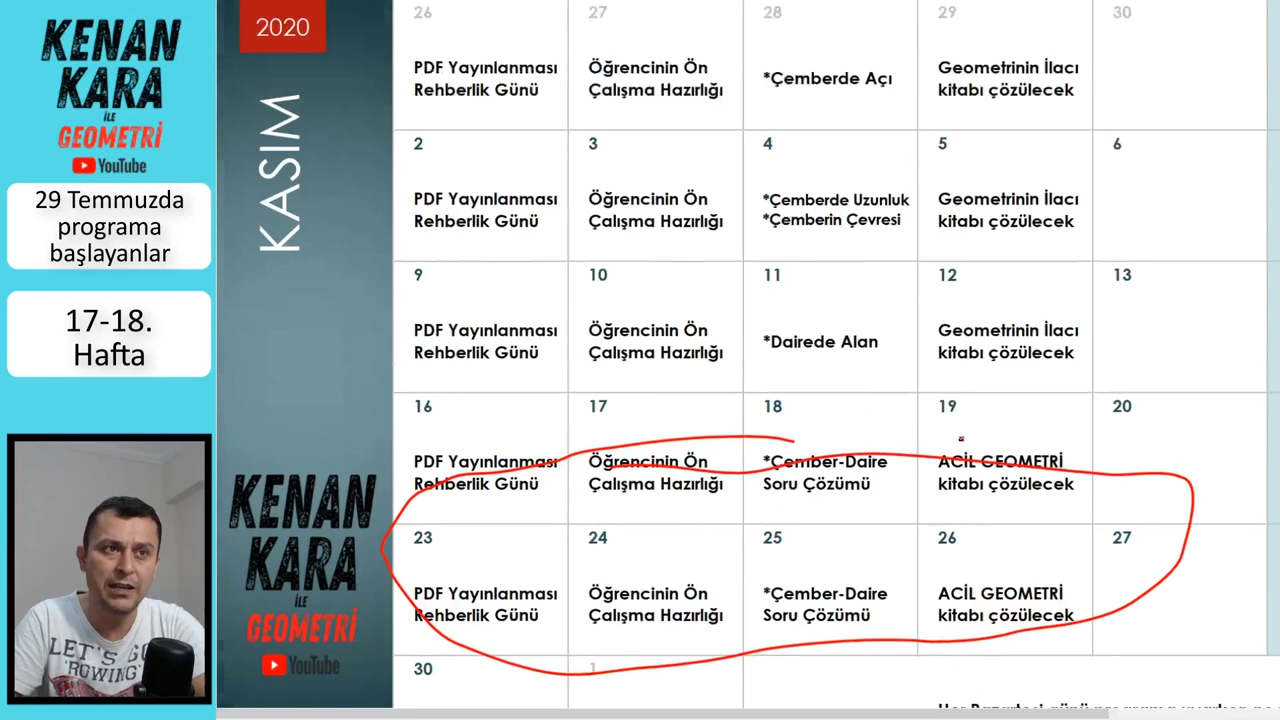 KENAN
KARA
İLE
GEOMETRİ
YouTube
29 Temmuzda
programa
başlayanlar
17-18.
Hafta
LET'S GO
"ROWING"
2020
KASIM
KENAN
KARA
İLE
GEOMETRİ
YouTube
26
27
28
29
30
PDF Yayınlanması
Rehberlik Günü
Öğrencinin Ön
Çalışma Hazırlığı
*Çemberde Açı
Geometrinin İlacı
kitabı çözülecek
2
3
4
5
6
PDF Yayınlanması
Rehberlik Günü
Öğrencinin Ön
Çalışma Hazırlığı
*Çemberde Uzunluk
*Çemberin Çevresi
Geometrinin İlacı
kitabı çözülecek
9
10
11
12
13
PDF Yayınlanması
Rehberlik Günü
Öğrencinin Ön
Çalışma Hazırlığı
*Dairede Alan
Geometrinin İlacı
kitabı çözülecek
16
17
18
19
20
PDF Yayınlanması
Rehberlik Günü
Öğrencinin Ön
Çalışma Hazırlığı
*Çember-Daire
Soru Çözümü
ACİL GEOMETRİ
kitabı çözülecek
23
24
25
26
27
PDF Yayınlanması
Rehberlik Günü
Öğrencinin Ön
Çalışma Hazırlığı
*Çember-Daire
Soru Çözümü
ACİL GEOMETRİ
kitabı çözülecek
30
1